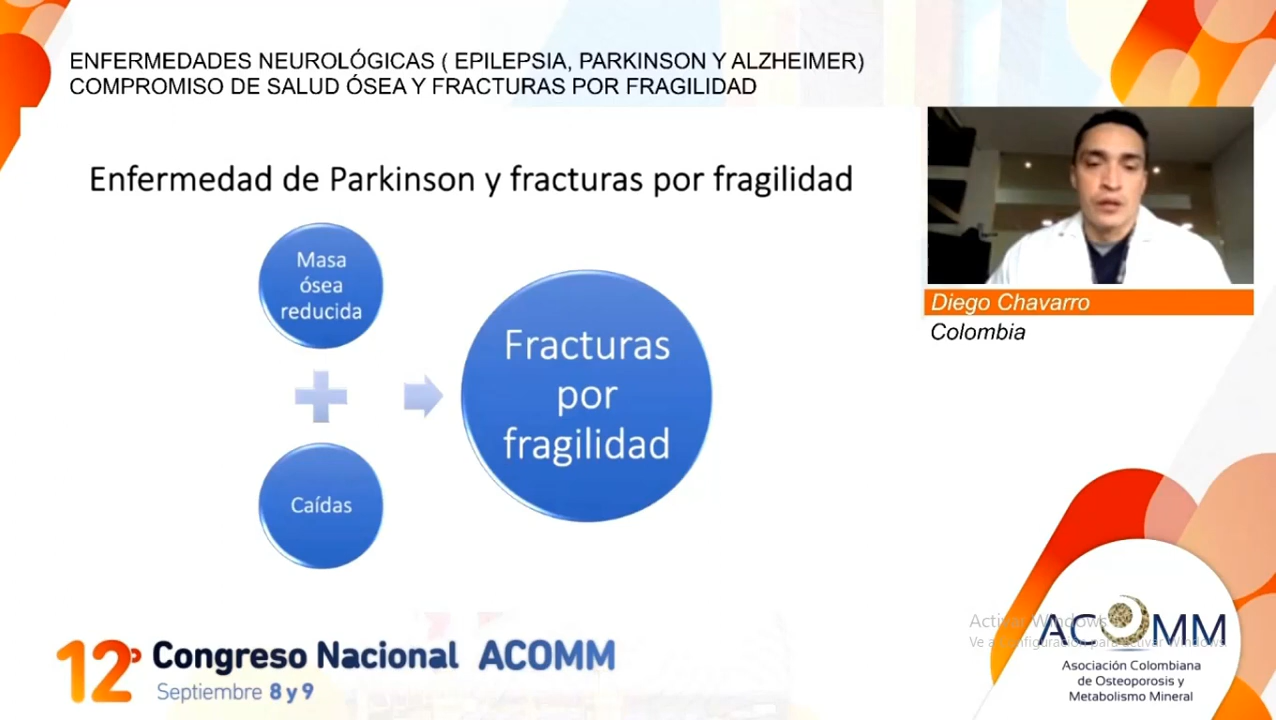 ENFERMEDADES NEUROLÓGICAS ( EPILEPSIA, PARKINSON Y ALZHEIMER)
COMPROMISO DE SALUD ÓSEA Y FRACTURAS POR FRAGILIDAD
Enfermedad de Parkinson y fracturas por fragilidad
Masa
ósea
reducida
Caídas
Fracturas
por
fragilidad
Diego Chavarro
Colombia
12º Congreso Nacional ACOMM
Septiembre 8 y 9
Activar Windows
Ve a Configuración para activar Windows.
ACOMM
Asociación Colombiana
de Osteoporosis y
Metabolismo Mineral